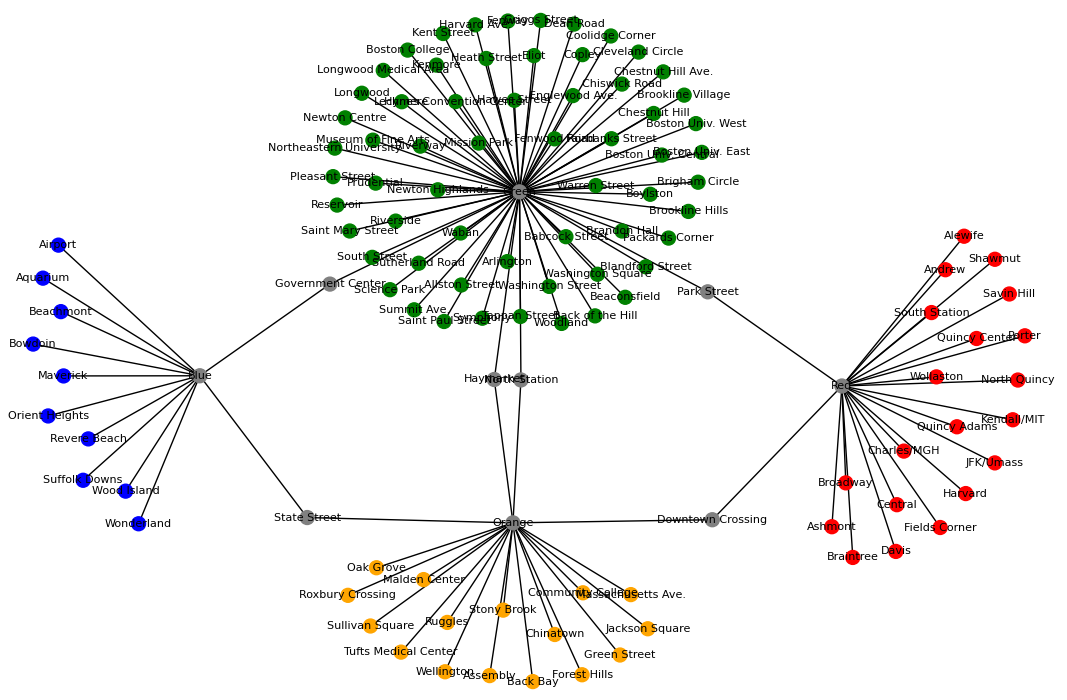 Griggs Street
Harvard Ave.
Dean Road
Kent Street
Coolidge Corner
Boston College
Heath Street
Eliot
Copley
Cleveland Circle
Kenmore
Longwood Medical Area
Chestnut Hill Ave.
Chiswick Road
Longwood
Hynes Convention Center
Englewood Ave.
Brookline Village
Newton Centre
Chestnut Hill
Boston Univ. West
Museum of Fine Arts
Mission Park
Fenwood Road
Fairbanks Street
Northeastern University
Riverway
Boston Univ. Central
Boston Univ. East
Pleasant Street
Prudential
Newton Highlands
Warren Street
Brigham Circle
Boylston
Reservoir
Brookline Hills
Riverside
Saint Mary Street
Waban
Babcock Street
Brandon Hall
Packards Corner
Airport
Alewife
South Street
Sutherland Road
Arlington
Shawmut
Andrew
Aquarium
Blandford Street
Washington Square
Government Center
Science Park
Allston Street
Washington Street
Park Street
Savin Hill
Beaconsfield
Beaumont
Summit Ave.
South Station
Saint Paul Street
Symphony
Back of the Hill
Woodland
Bowdoin
Quincy Center
Porter
Maverick
Blue
Haymarket
North Station
Red
Wollaston
North Quincy
Orient Heights
Kendall/MIT
Quincy Adams
Revere Beach
Charles/MGH
JFK/Umass
Suffolk Downs
Wood Island
Broadway
Harvard
Central
Wonderland
State Street
Orange
Downtown Crossing
Ashmont
Fields Corner
Braintree
Davis
Oak Grove
Malden Center
Roxbury Crossing
Community College
Massachusetts Ave.
Stony Brook
Sullivan Square
Ruggles
Chinatown
Jackson Square
Tufts Medical Center
Green Street
Wellington
Assembly
Back Bay
Forest Hills